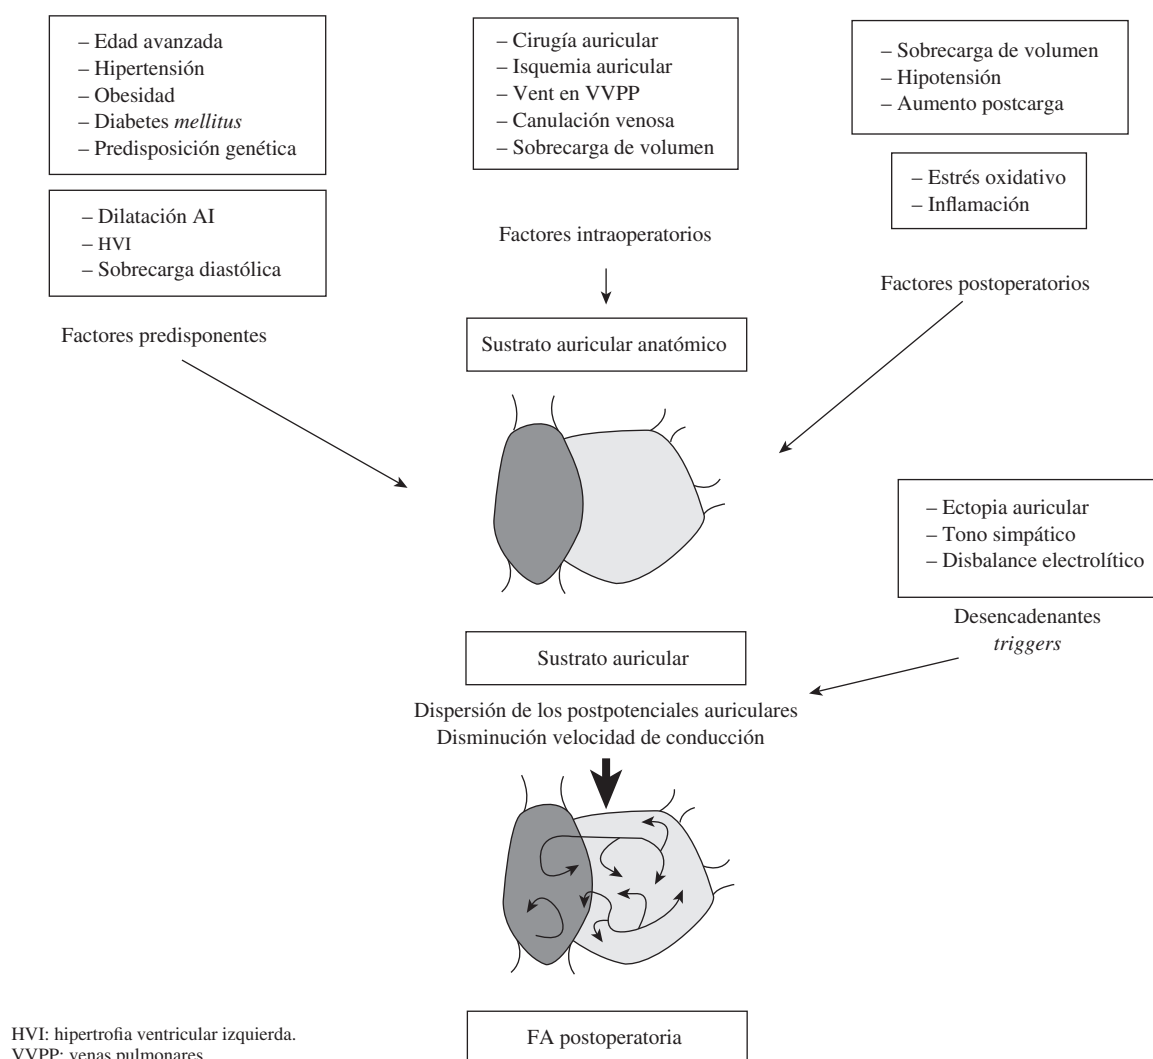 – Edad avanzada
– Hipertensión
– Obesidad
– Diabetes mellitus
– Predisposición genética
– Dilatación AI
– HVI
– Sobrecarga diastólica
Factores predisponentes
– Cirugía auricular
– Isquemia auricular
– Vent en VVPP
– Canulación venosa
– Sobrecarga de volumen
Factores intraoperatorios
Sustrato auricular anatómico
– Sobrecarga de volumen
– Hipotensión
– Aumento postcarga
– Estrés oxidativo
– Inflamación
Factores postoperatorios
– Ectopia auricular
– Tono simpático
– Disbalance electrolítico
Desencadenantes
triggers
Sustrato auricular
Dispersión de los postpotenciales auriculares
Disminución velocidad de conducción
FA postoperatoria
HVI: hipertrofia ventricular izquierda.
VVPP: venas pulmonares